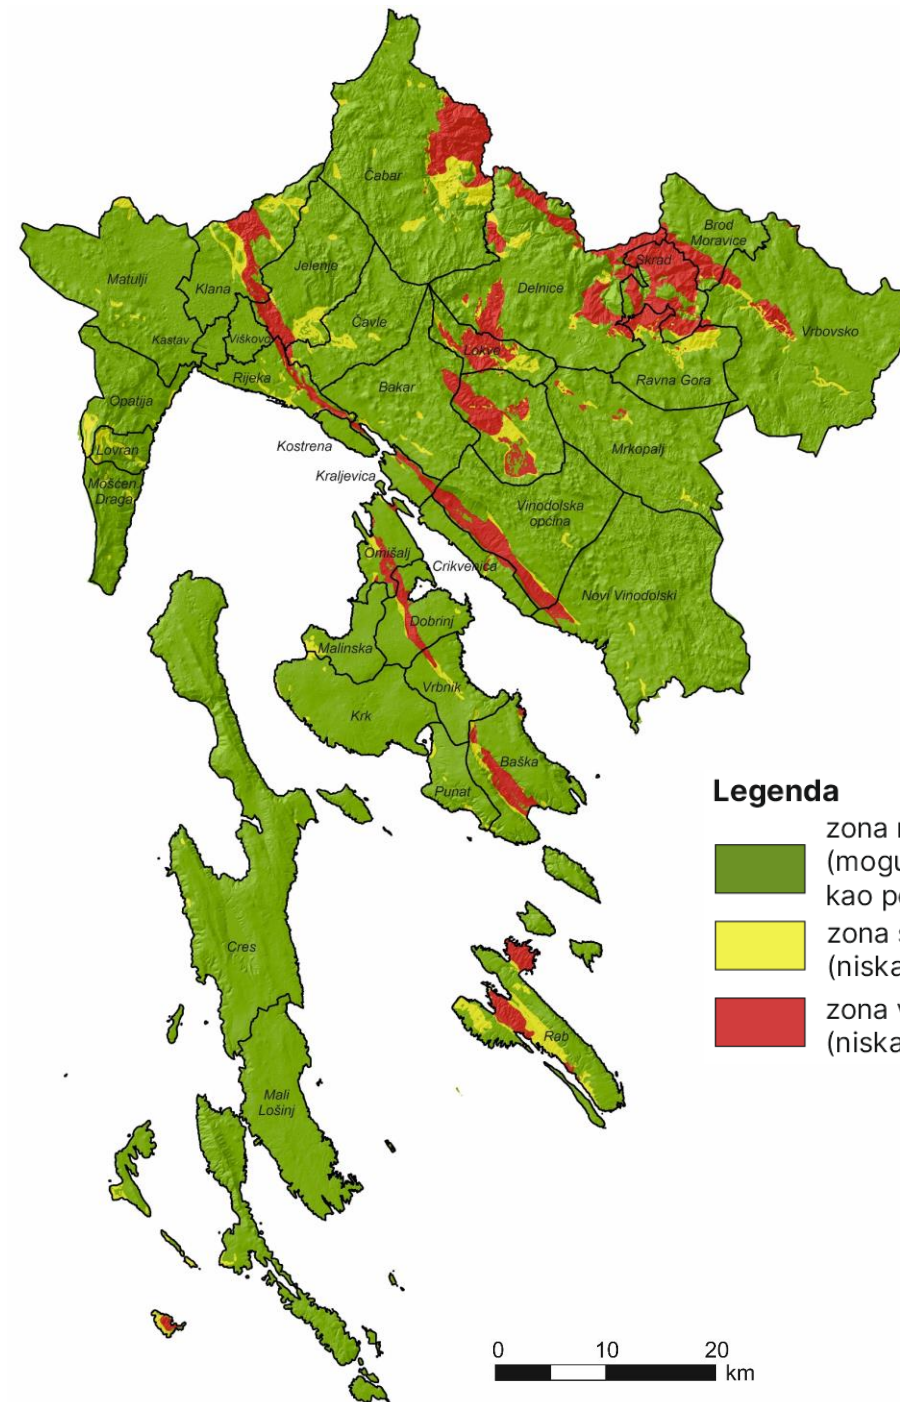 Čabar
Brod
Moravice
Skrad
Matulji
Klana
Jelenje
Delnice
Čavle
Vrbovsko
Kastav
Viškovo
Lokve
Rijeka
Bakar
Ravna Gora
Opatija
Kostrena
Mrkopalj
Lovran
Kraljevica
Mošćen.
Draga
Vinodolska
općina
Omišalj
Crikvenica
Novi Vinodolski
Dobrinj
Malinska
Vrbnik
Krk
Baška
Punat
Legenda
zona
(mogu
kao
zona
(niska
zona
(niska
Cres
Rab
Mali
Lošinj
0 10 20
km